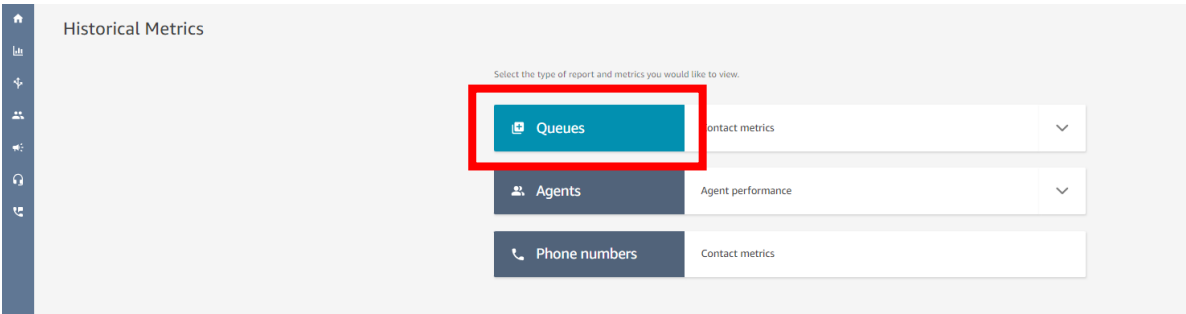 Historical Metrics
Select the type of report and metrics you would like to view.
Queues
ontact metrics
Agents
Agent performance
Phone numbers
Contact metrics